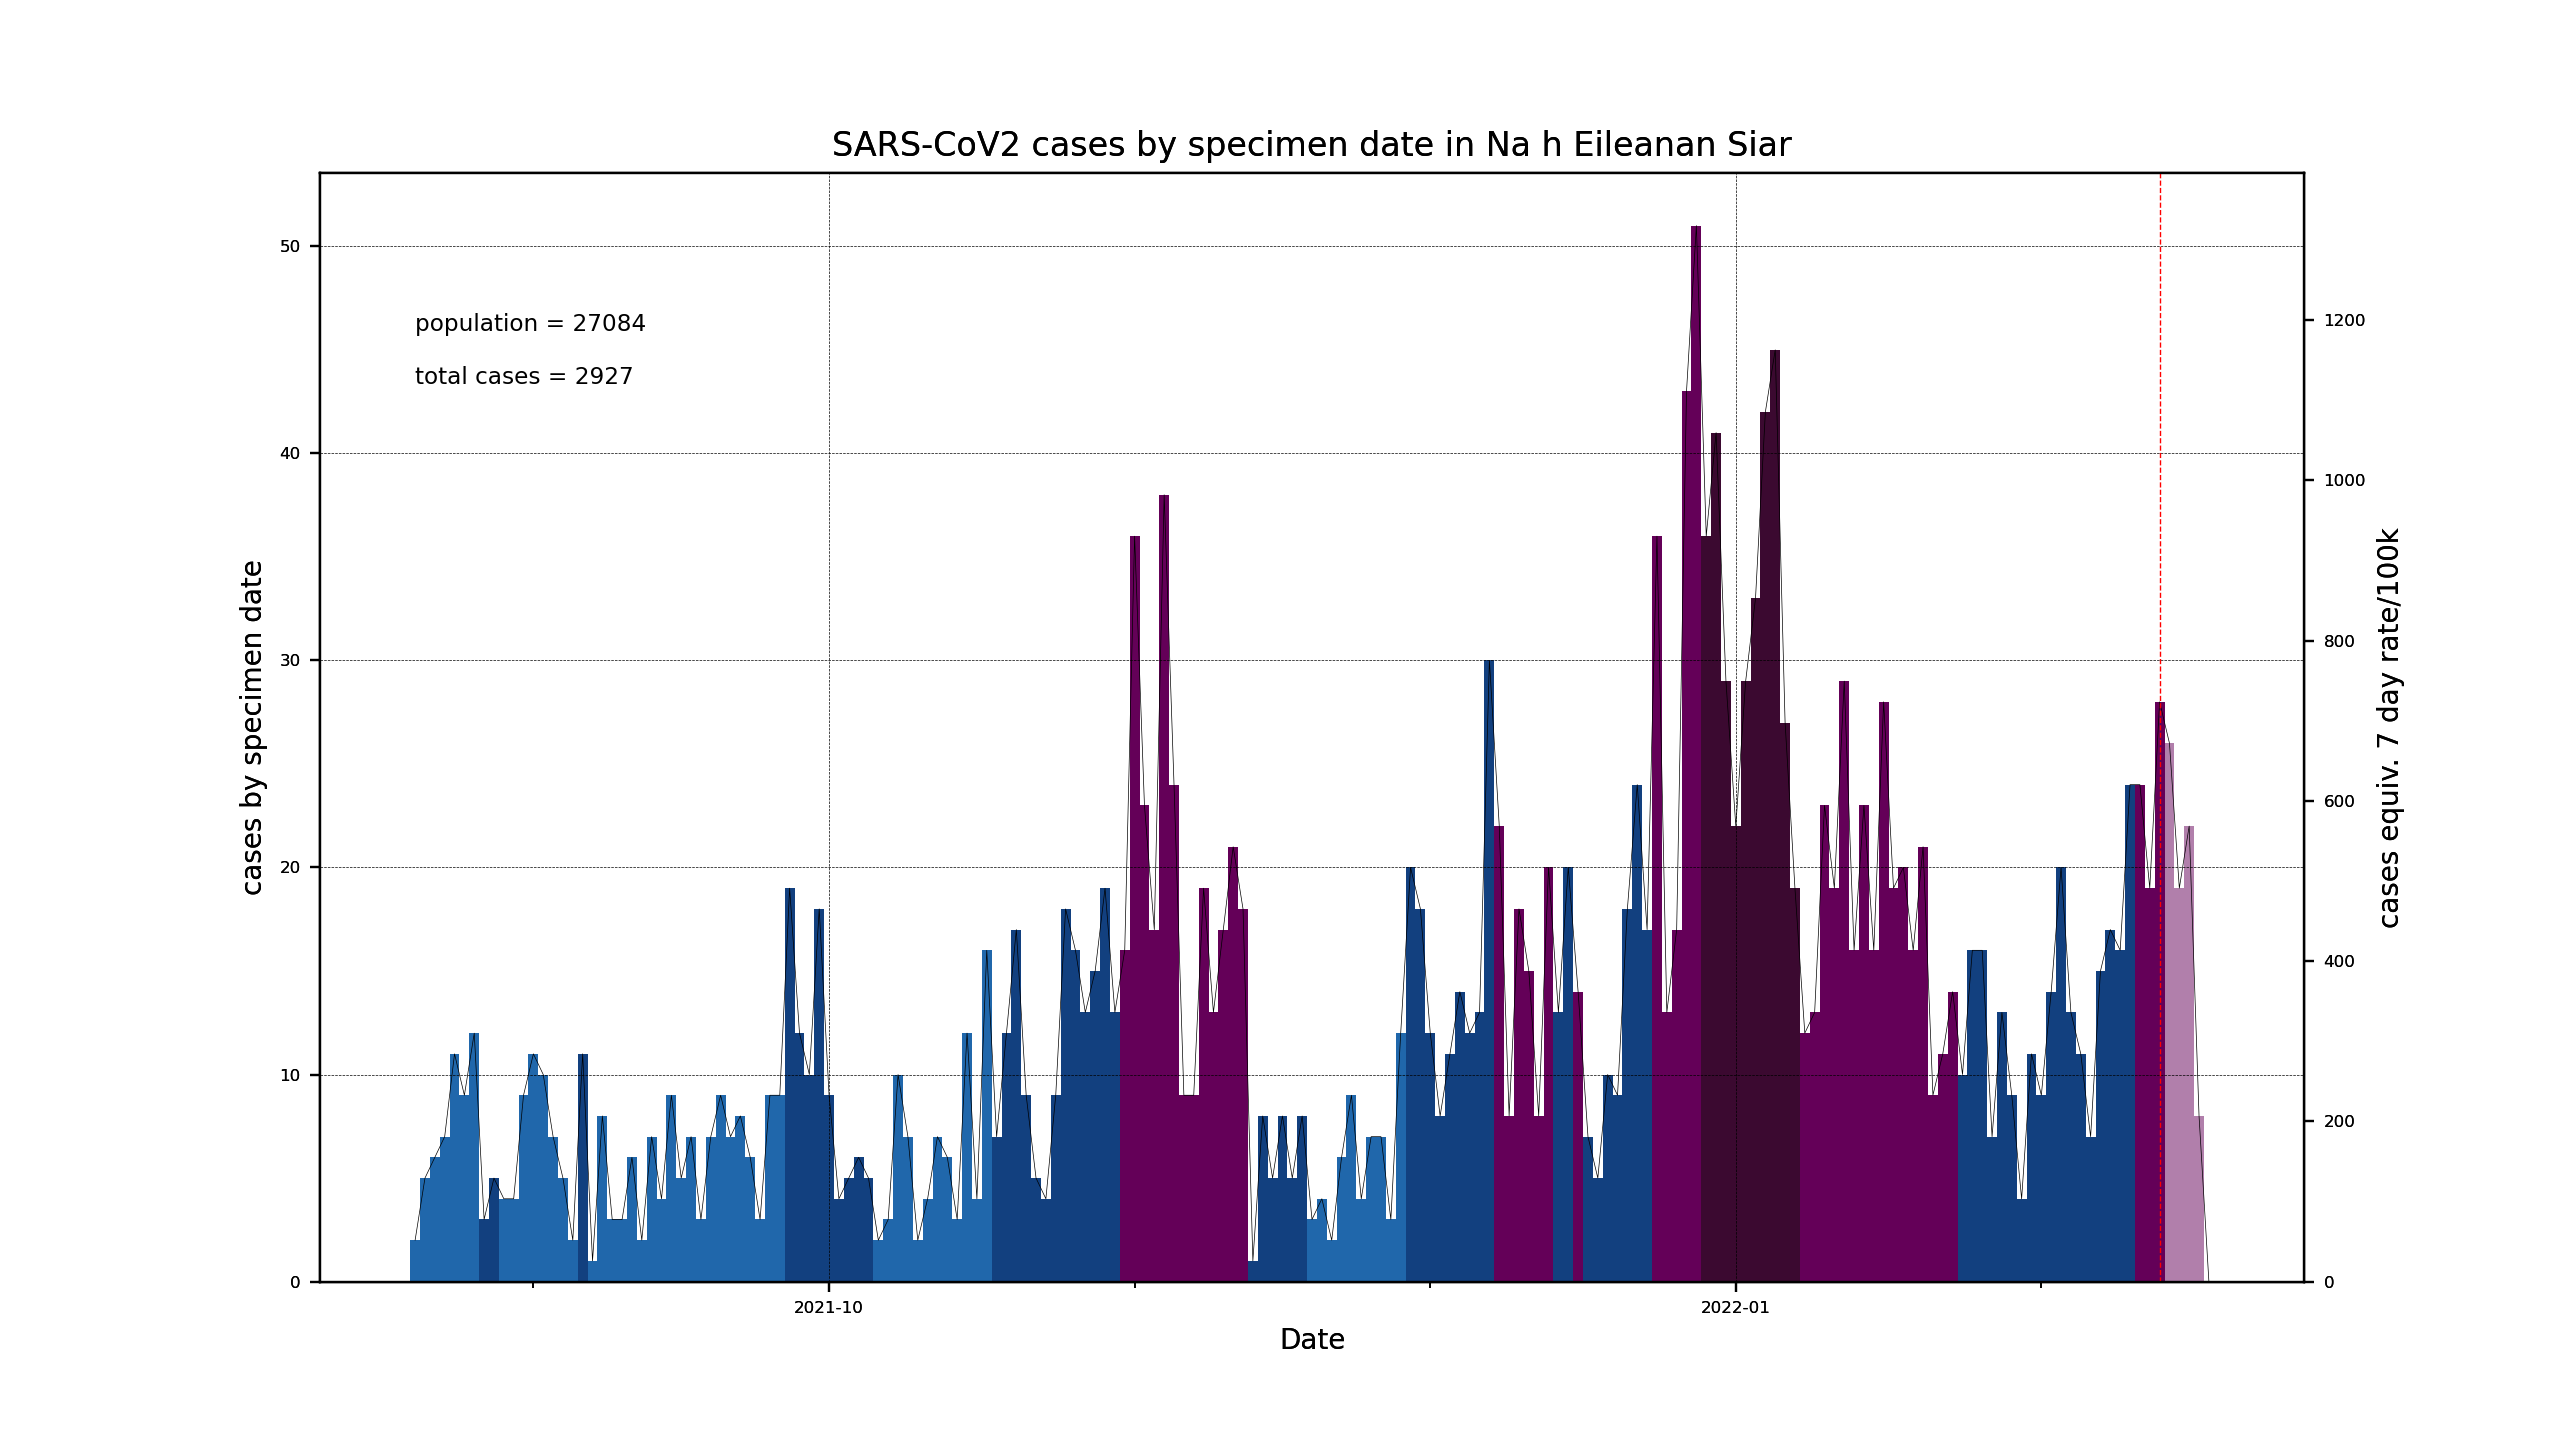 SARS-CoV2 cases by specimen date in Na h Eileanan Siar
population = 27084
total cases = 2927
cases by specimen date
50
40
30
20
10
0
cases equiv. 7 day rate/100k
1200
1000
800
600
400
200
0
2021-10
2022-01
Date